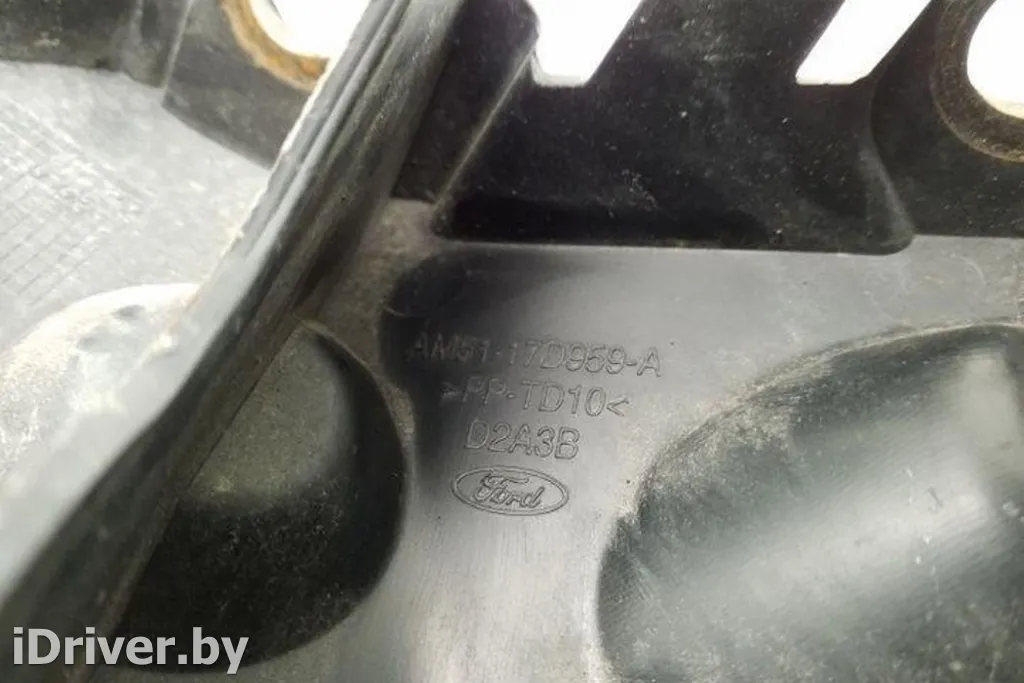 AM51-17D959-A
>PP-TD10<
D2A3B
Ford
iDriver.by